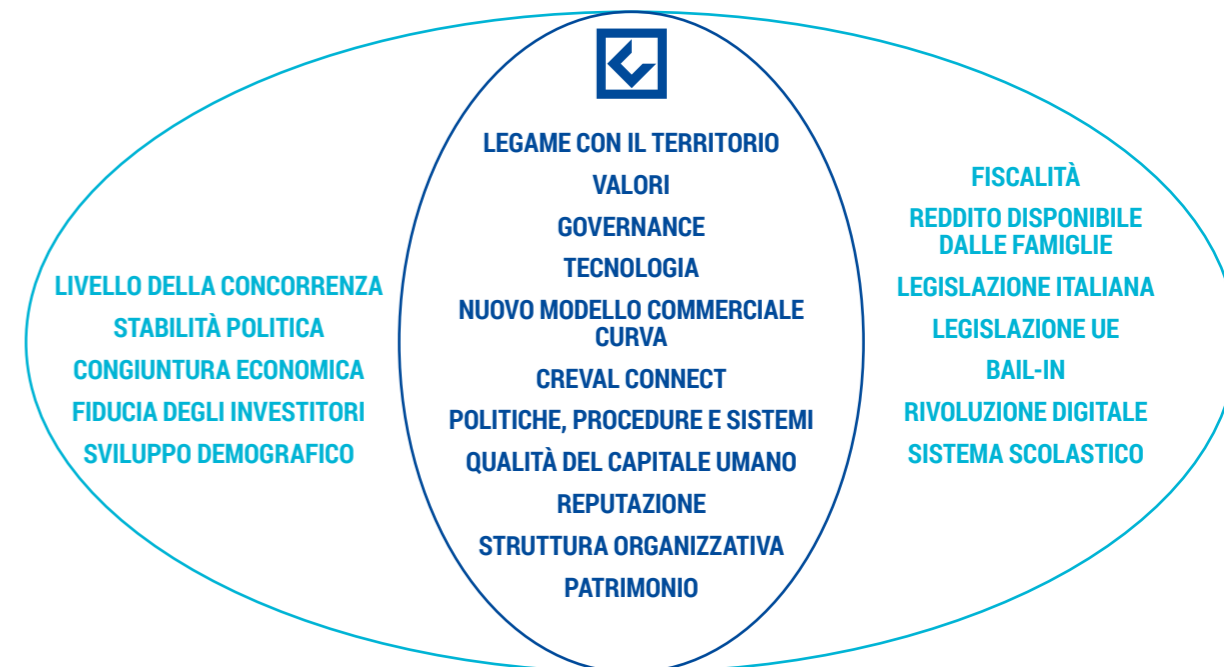 LIVELLO DELLA CONCORRENZA
STABILITÀ POLITICA
CONGIUNTURA ECONOMICA
FIDUCIA DEGLI INVESTITORI
SVILUPPO DEMOGRAFICO
LEGAME CON IL TERRITORIO
VALORI
GOVERNANCE
TECNOLOGIA
NUOVO MODELLO COMMERCIALE
CURVA
CREVAL CONNECT
POLITICHE, PROCEDURE E SISTEMI
QUALITÀ DEL CAPITALE UMANO
REPUTAZIONE
STRUTTURA ORGANIZZATIVA
PATRIMONIO
FISCALITÀ
REDDITO DISPONIBILE
DALLE FAMIGLIE
LEGISLAZIONE ITALIANA
LEGISLAZIONE UE
BAIL-IN
RIVOLUZIONE DIGITALE
SISTEMA SCOLASTICO